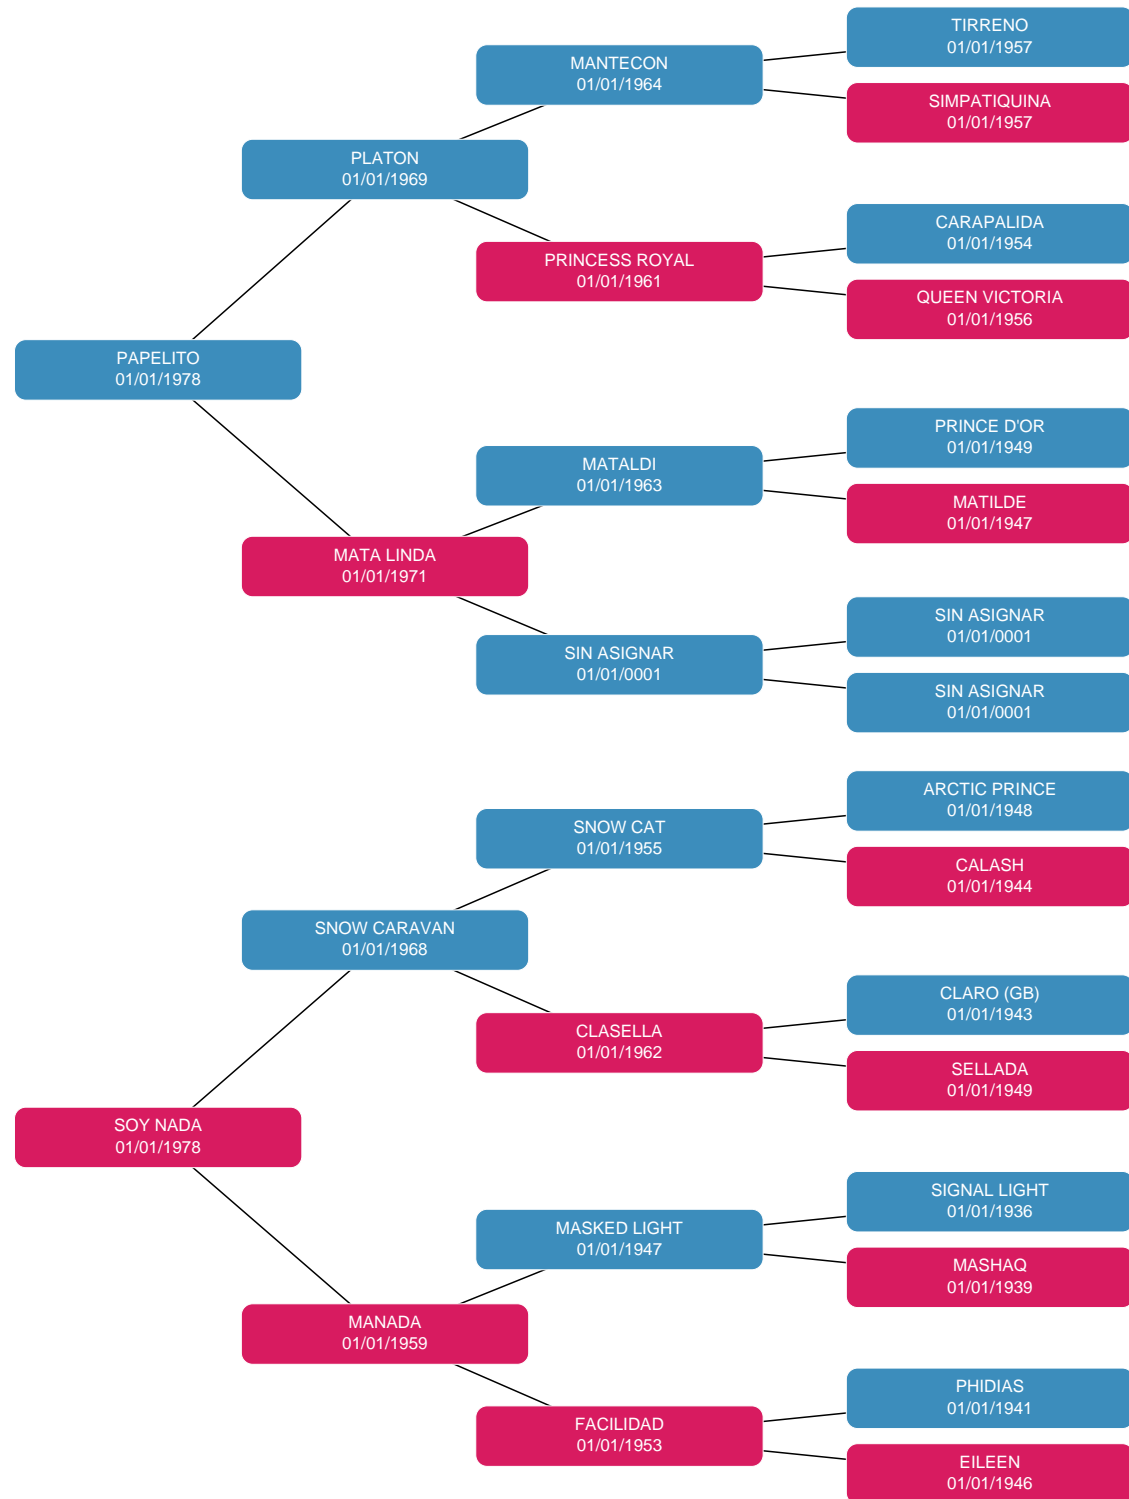 TIRRENO
01/01/1957
MANTECON
01/01/1964
SIMPATIQUINA
01/01/1957
PLATON
01/01/1969
CARAPALIDA
01/01/1954
PRINCESS ROYAL
01/01/1961
QUEEN VICTORIA
01/01/1956
PAPELITO
01/01/1978
PRINCE D'OR
01/01/1949
MATALDI
01/01/1963
MATILDE
01/01/1947
MATA LINDA
01/01/1971
SIN ASIGNAR
01/01/0001
SIN ASIGNAR
01/01/0001
SIN ASIGNAR
01/01/0001
ARCTIC PRINCE
01/01/1948
SNOW CAT
01/01/1955
CALASH
01/01/1944
SNOW CARAVAN
01/01/1968
CLARO (GB)
01/01/1943
CLASELLA
01/01/1962
SELLADA
01/01/1949
SOY NADA
01/01/1978
SIGNAL LIGHT
01/01/1936
MASKED LIGHT
01/01/1947
MASHAQ
01/01/1939
MANADA
01/01/1959
PHIDIAS
01/01/1941
FACILIDAD
01/01/1953
EILEEN
01/01/1946